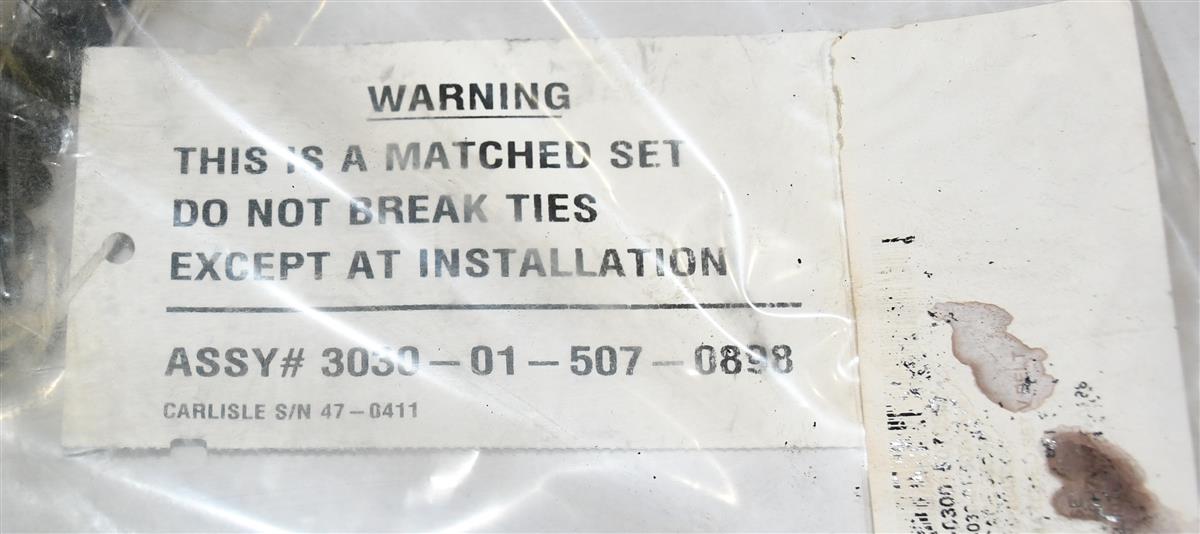 WARNING
THIS IS A MATCHED SET
DO NOT BREAK TIES
EXCEPT AT INSTALLATION
ASSY# 3030-01-507-0898
CARLISLE S/N 47-0411